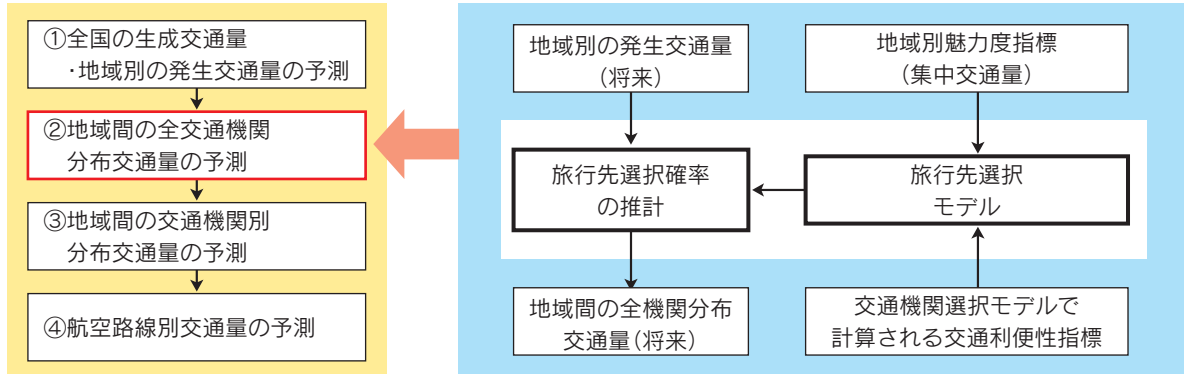 ①全国の生成交通量
・地域別の発生交通量の予測
②地域間の全交通機関
分布交通量の予測
③地域間の交通機関別
分布交通量の予測
④航空路線別交通量の予測
地域別の発生交通量
（将来）
地域別魅力度指標
（集中交通量）
旅行先選択確率
の推計
旅行先選択
モデル
地域間の全機関分布
交通量（将来）
交通機関選択モデルで
計算される交通利便性指標